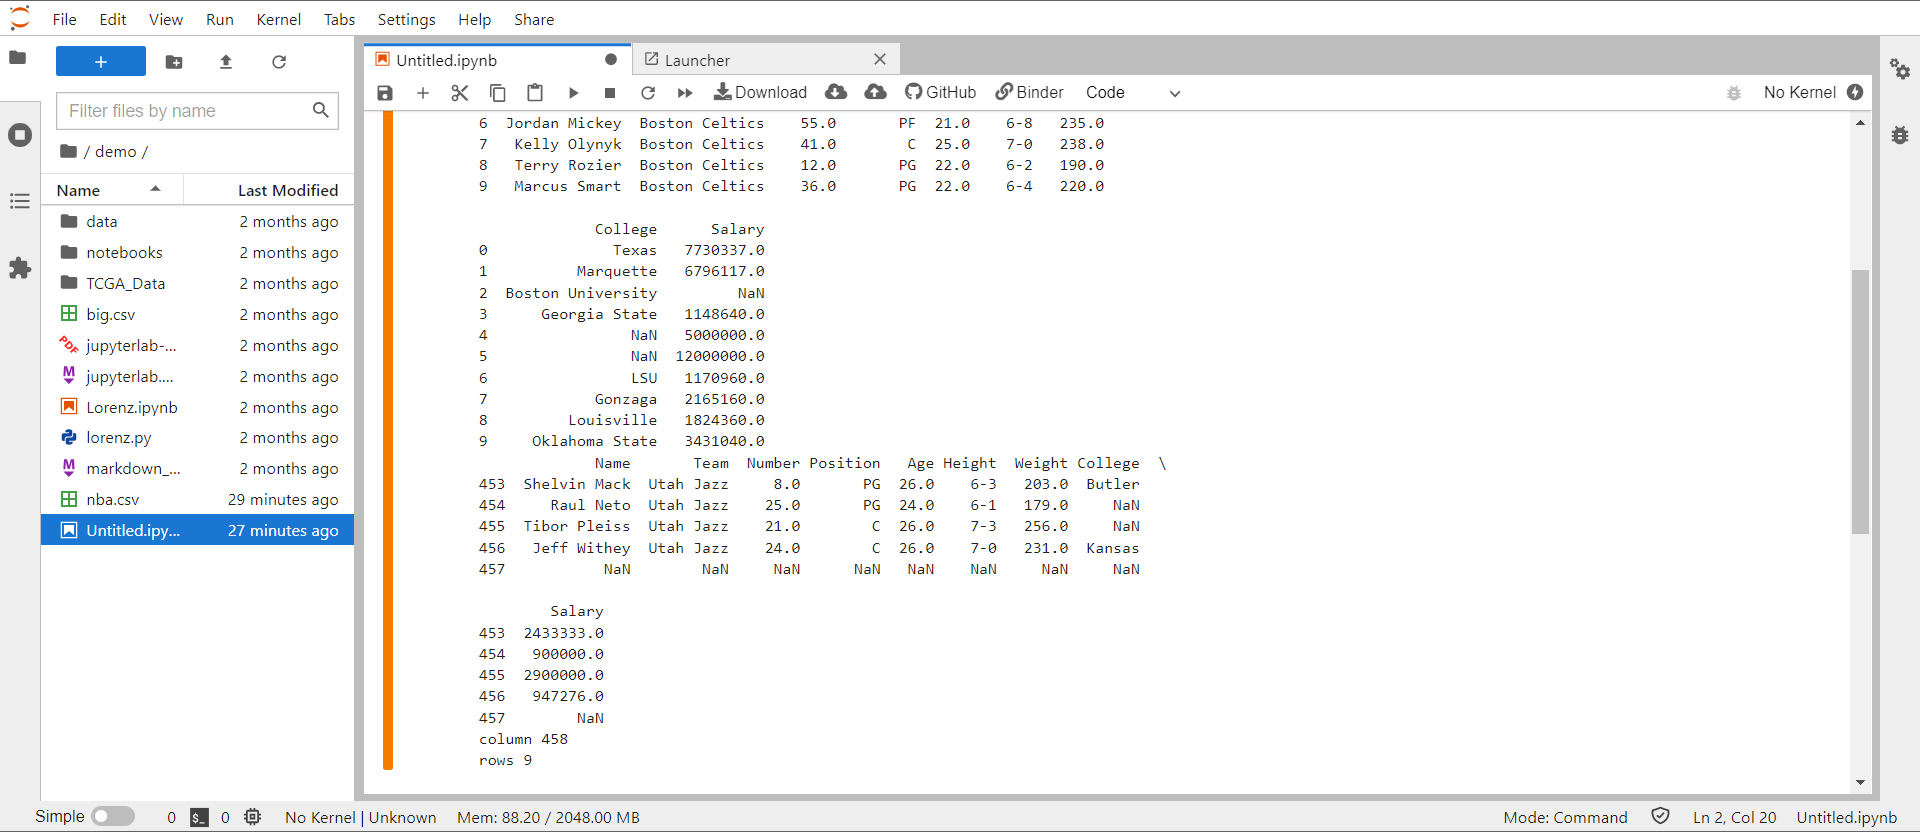 File Edit View Run Kernel Tabs Settings Help Share
+
Filter files by name
/ demo /
Name Last Modified
data 2 months ago
notebooks 2 months ago
TCGA_Data 2 months ago
big.csv 2 months ago
jupyterlab-... 2 months ago
jupyterlab.... 2 months ago
Lorenz.ipynb 2 months ago
lorenz.py 2 months ago
markdown_... 2 months ago
nba.csv 29 minutes ago
Untitled.ipy... 27 minutes ago
Untitled.ipynb Launcher
Download GitHub Binder Code No Kernel
6 Jordan Mickey Boston Celtics 55.0 PF 21.0 6-8 235.0
7 Kelly Olynyk Boston Celtics 41.0 C 25.0 7-0 238.0
8 Terry Rozier Boston Celtics 12.0 PG 22.0 6-2 190.0
9 Marcus Smart Boston Celtics 36.0 PG 22.0 6-4 220.0
College Salary
0 Texas 7730337.0
1 Marquette 6796117.0
2 Boston University NaN
3 Georgia State 1148640.0
4 NaN 5000000.0
5 NaN 12000000.0
6 LSU 1170960.0
7 Gonzaga 2165160.0
8 Louisville 1824360.0
9 Oklahoma State 3431040.0
Name Team Number Position Age Height Weight College \
453 Shelvin Mack Utah Jazz 8.0 PG 26.0 6-3 203.0 Butler
454 Raul Neto Utah Jazz 25.0 PG 24.0 6-1 179.0 NaN
455 Tibor Pleiss Utah Jazz 21.0 C 26.0 7-3 256.0 NaN
456 Jeff Withey Utah Jazz 24.0 C 26.0 7-0 231.0 Kansas
457 NaN NaN NaN NaN NaN NaN NaN NaN
Salary
453 2433333.0
454 900000.0
455 2900000.0
456 947276.0
457 NaN
column 458
rows 9
Simple 0 $_ 0 No Kernel | Unknown Mem: 88.20 / 2048.00 MB Mode: Command Ln 2, Col 20 Untitled.ipynb